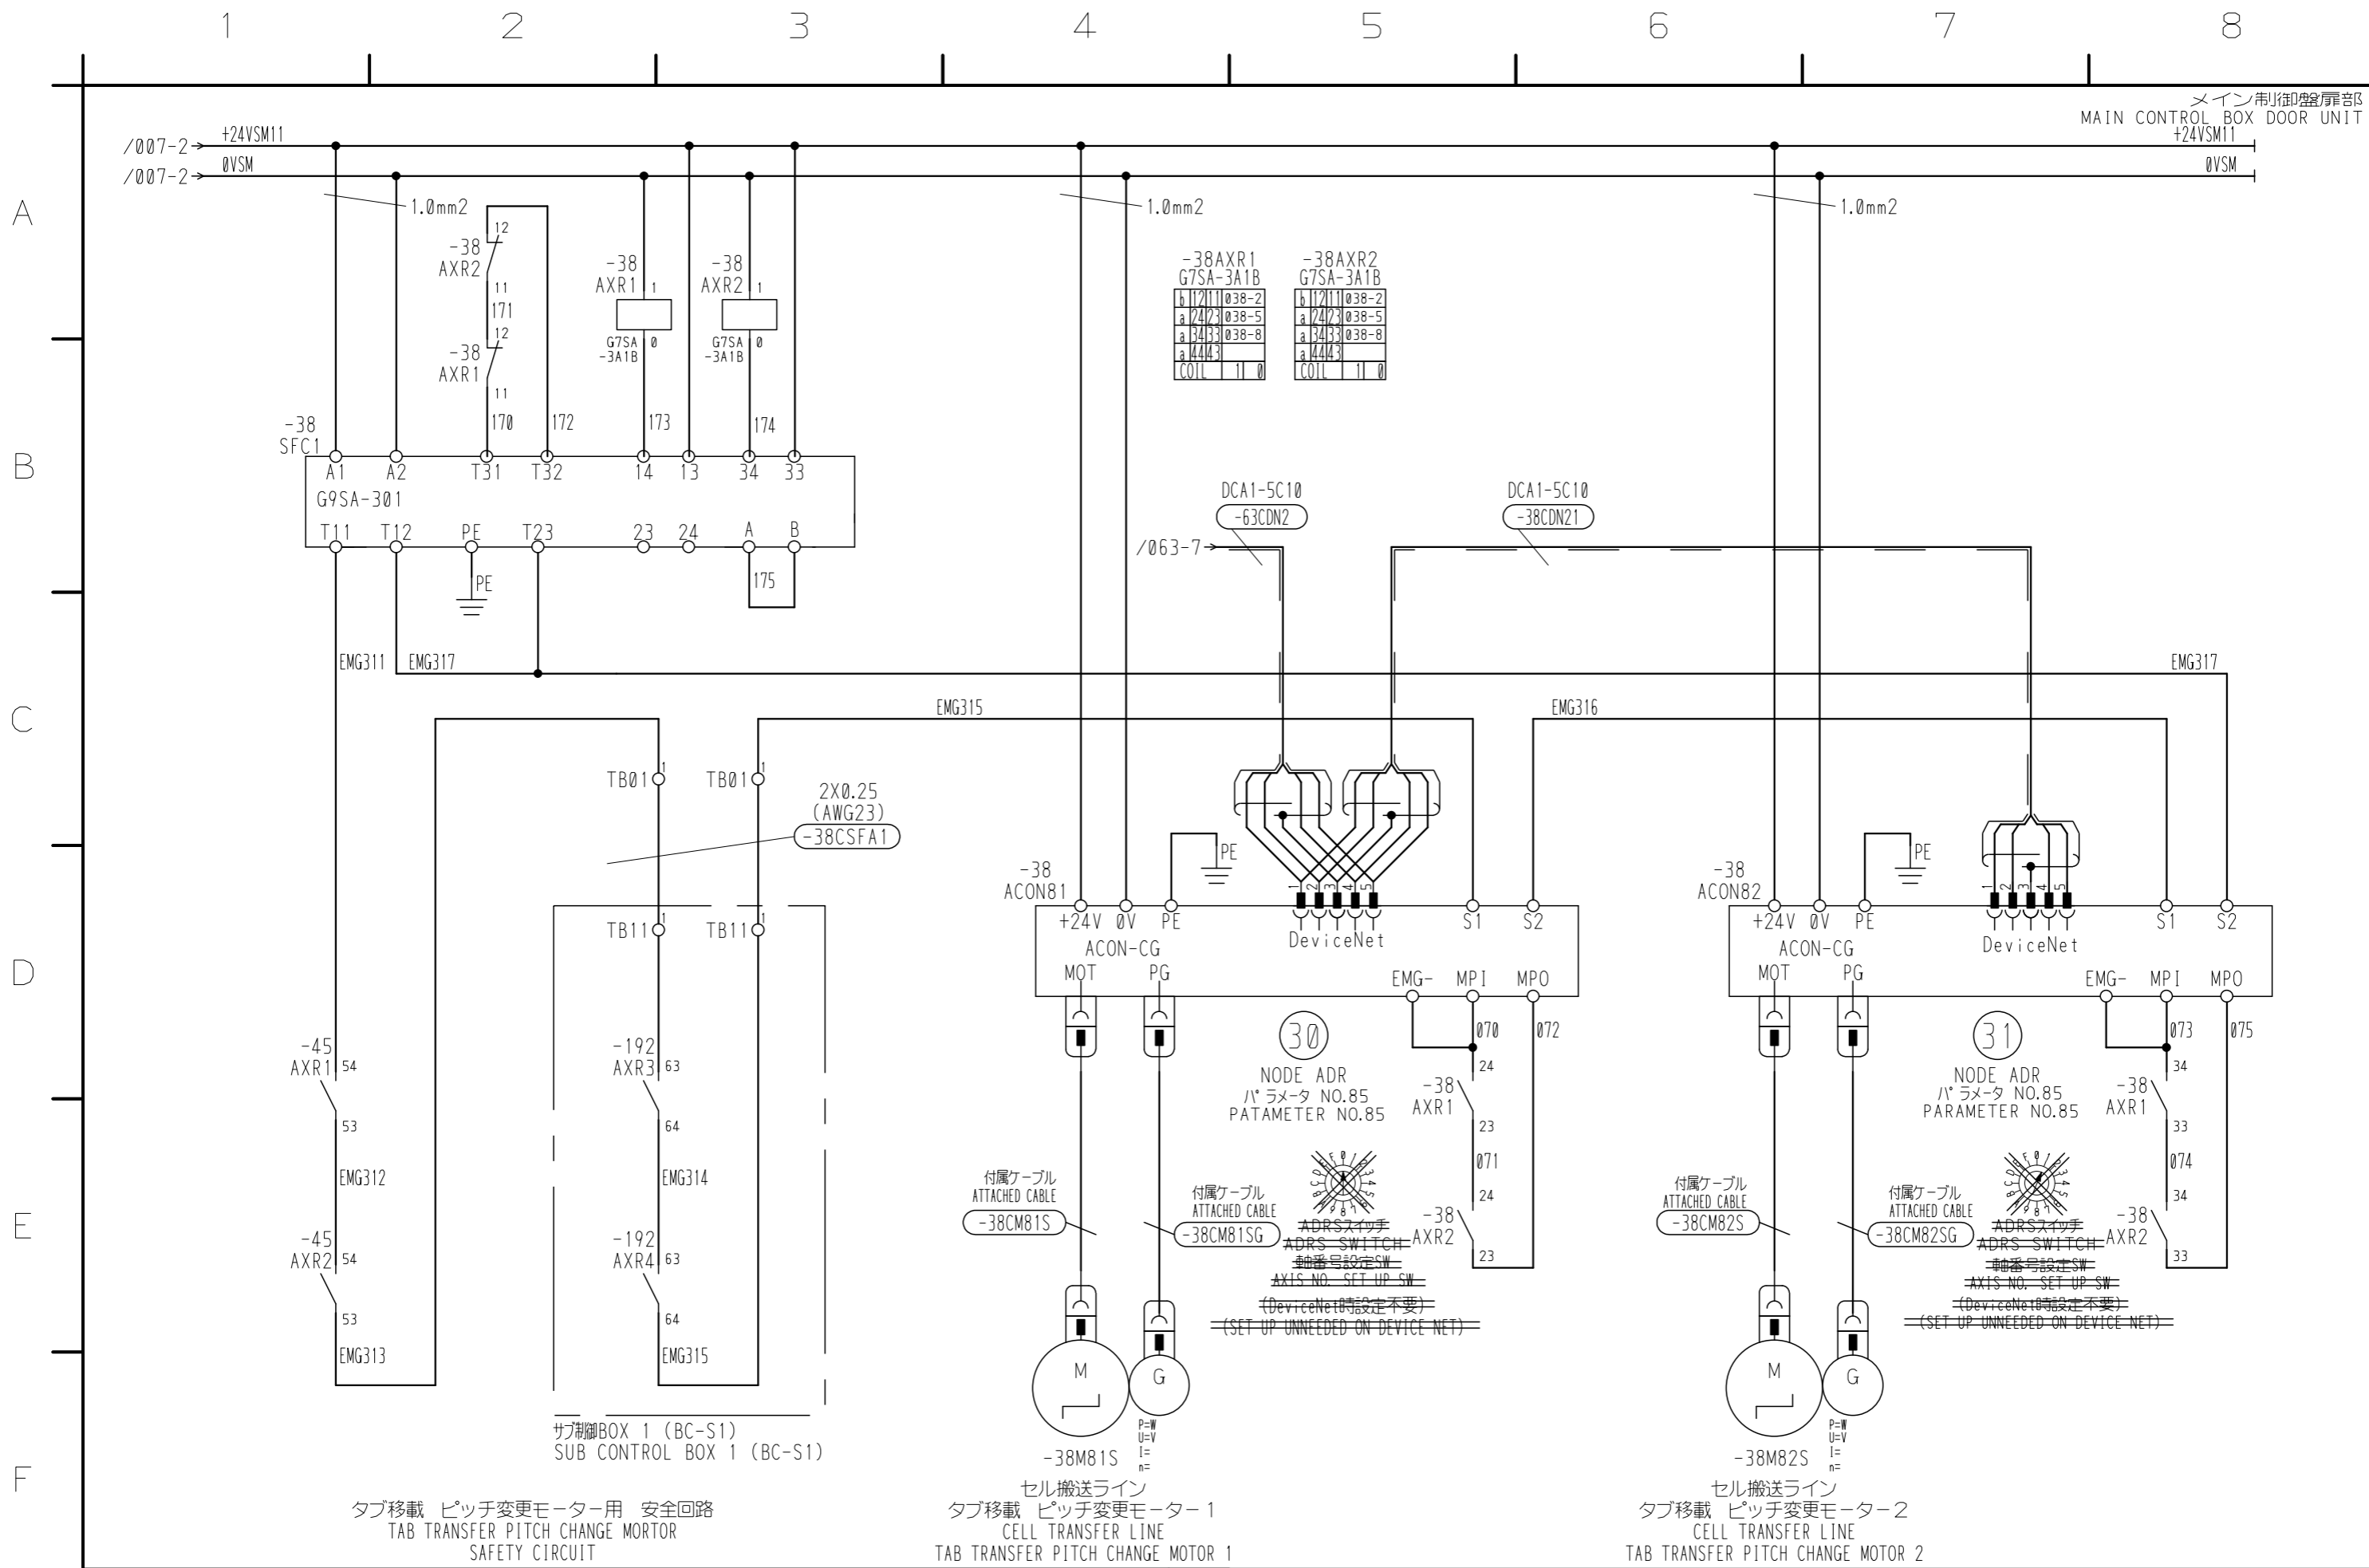 1 2 3 4 5 6 7 8
メイン制御盤扉部
MAIN CONTROL BOX DOOR UNIT
/007-2 +24VSM11 +24VSM11
/007-2 0VSM 0VSM
A
1.0mm2 1.0mm2 1.0mm2
-38 AXR2 12 11
171
-38 AXR1 12 11
170 172
-38 AXR1 1
G7SA 0
-3A1B
173
-38 AXR2 1
G7SA 0
-3A1B
174
-38AXR1
G7SA-3A1B
b 12 11 038-2
a 24 23 038-5
a 34 33 038-8
a 44 43
COIL 1 0
-38AXR2
G7SA-3A1B
b 12 11 038-2
a 24 23 038-5
a 34 33 038-8
a 44 43
COIL 1 0
B
-38
SFC1
A1 A2 T31 T32 14 13 34 33
G9SA-301
T11 T12 PE T23 23 24 A B
PE
175
DCA1-5C10
-63CDN2
/063-7
DCA1-5C10
-38CDN21
C
EMG311 EMG317 EMG317
EMG315 EMG316
TB01 1 TB01 1
2X0.25
(AWG23)
-38CSFA1
TB11 1 TB11 1
D
-38
ACON81
PE
1 2 3 4 5
+24V 0V PE DeviceNet S1 S2
ACON-CG
MOT PG EMG- MPI MPO
-38
ACON82
PE
1 2 3 4 5
+24V 0V PE DeviceNet S1 S2
ACON-CG
MOT PG EMG- MPI MPO
-45
AXR1 54
53
EMG312
-45
AXR2 54
53
EMG313
-192
AXR3 63
64
EMG314
-192
AXR4 63
64
EMG315
サブ制御BOX 1 (BC-S1)
SUB CONTROL BOX 1 (BC-S1)
E
30
NODE ADR
パラメータ NO.85
PATAMETER NO.85
070 072
24
-38
AXR1
23
071
24
-38
AXR2
23
付属ケーブル
ATTACHED CABLE
-38CM81S
付属ケーブル
ATTACHED CABLE
-38CM81SG
ADRSスイッチ
ADRS SWITCH
軸番号設定SW
AXIS NO. SET UP SW
(DeviceNet時設定不要)
(SET UP UNNEEDED ON DEVICE NET)
31
NODE ADR
パラメータ NO.85
PARAMETER NO.85
073 075
34
-38
AXR1
33
074
34
-38
AXR2
33
付属ケーブル
ATTACHED CABLE
-38CM82S
付属ケーブル
ATTACHED CABLE
-38CM82SG
ADRSスイッチ
ADRS SWITCH
軸番号設定SW
AXIS NO. SET UP SW
(DeviceNet時設定不要)
(SET UP UNNEEDED ON DEVICE NET)
F
M G
P=W
U=V
I=
n=
-38M81S
M G
P=W
U=V
I=
n=
-38M82S
タブ移載 ピッチ変更モーター用 安全回路
TAB TRANSFER PITCH CHANGE MORTOR
SAFETY CIRCUIT
セル搬送ライン
タブ移載 ピッチ変更モーター1
CELL TRANSFER LINE
TAB TRANSFER PITCH CHANGE MOTOR 1
セル搬送ライン
タブ移載 ピッチ変更モーター2
CELL TRANSFER LINE
TAB TRANSFER PITCH CHANGE MOTOR 2